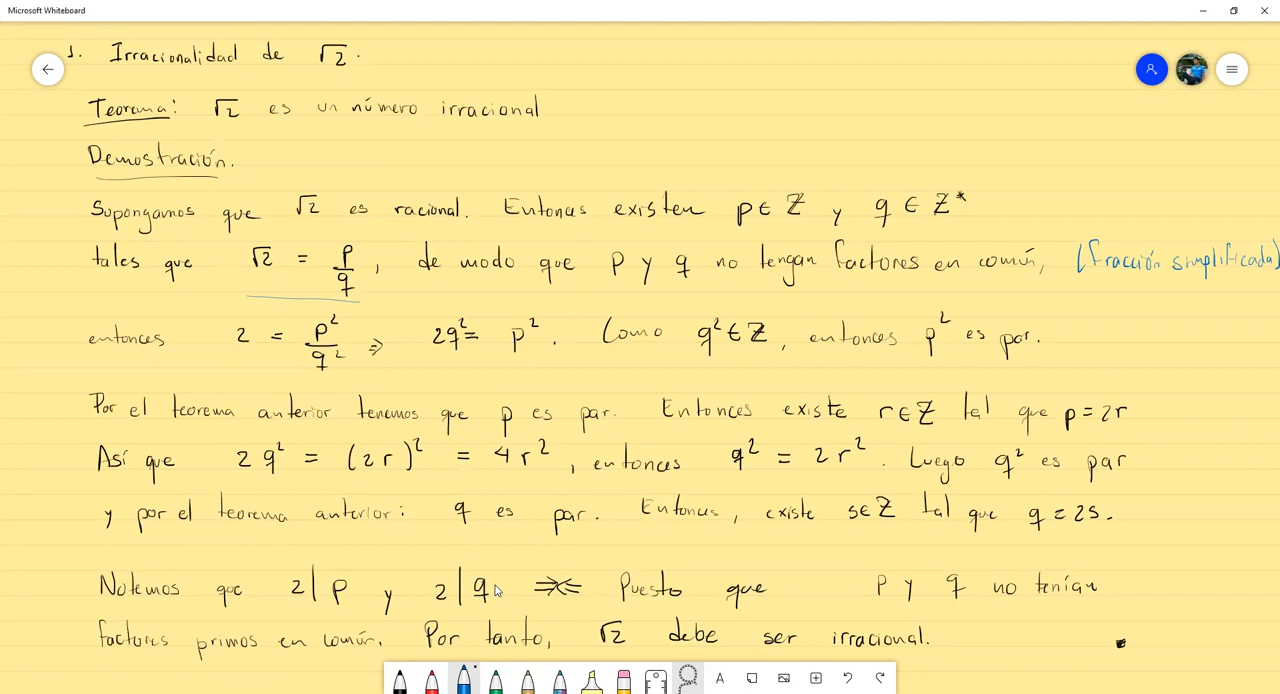 Microsoft Whiteboard
1. Irracionalidad de √2.
Teorema: √2 es un número irracional
Demostración.
Supongamos que √2 es racional. Entonces existen p ∈ Z y q ∈ Z*
tales que √2 = p/q, de modo que p y q no tengan factores en común, (fracción simplificada)
entonces 2 = p²/q² ⇒ 2q² = p². Como q² ∈ Z, entonces p² es par.
Por el teorema anterior tenemos que p es par. Entonces existe r ∈ Z tal que p = 2r
Así que 2q² = (2r)² = 4r², entonces q² = 2r². Luego q² es par
y por el teorema anterior: q es par. Entonces, existe s ∈ Z tal que q = 2s.
Notemos que 2|p y 2|q ⇒⇐ Puesto que p y q no tenían
factores primos en común. Por tanto, √2 debe ser irracional.
A